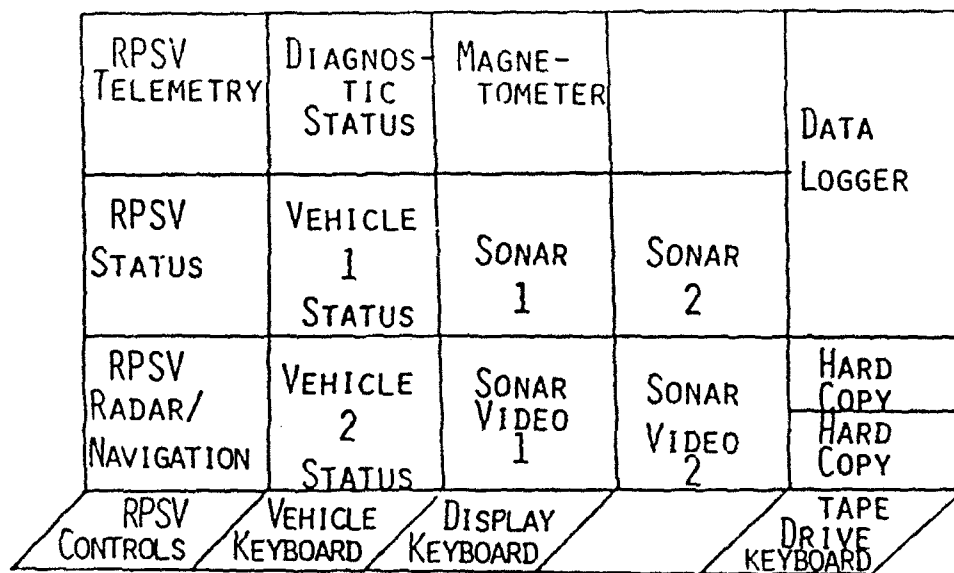 RPSV
TELEMETRY
DIAGNOS-
TIC
STATUS
MAGNE-
TOMETER
DATA
LOGGER
RPSV
STATUS
VEHICLE
1
STATUS
SONAR
1
SONAR
2
RPSV
RADAR/
NAVIGATION
VEHICLE
2
STATUS
SONAR
VIDEO
1
SONAR
VIDEO
2
HARD
COPY
HARD
COPY
RPSV
CONTROLS
VEHICLE
KEYBOARD
DISPLAY
KEYBOARD
TAPE
DRIVE
KEYBOARD